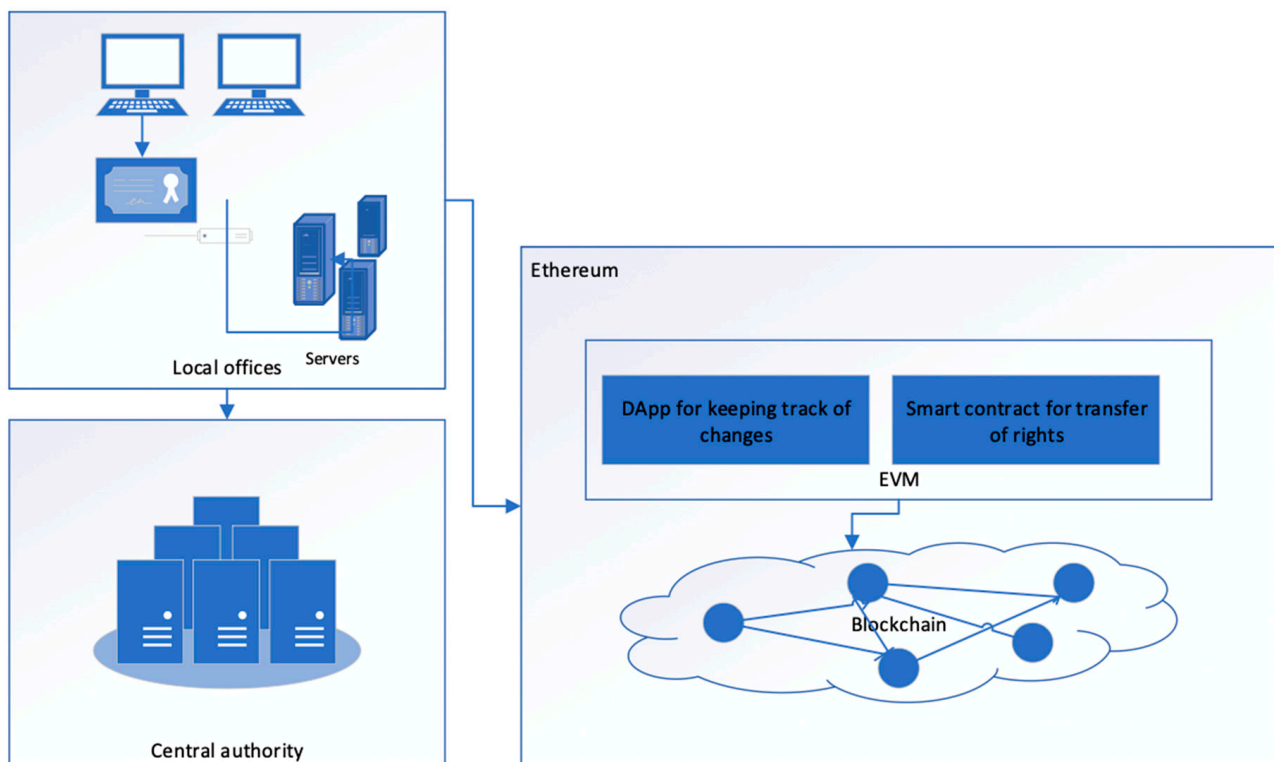 Servers
Local offices
Central authority
Ethereum
DApp for keeping track of
changes
Smart contract for transfer
of rights
EVM
Blockchain